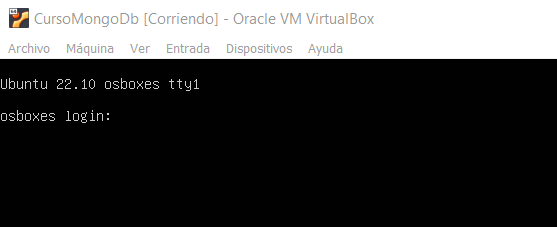 CursoMongoDb [Corriendo] - Oracle VM VirtualBox
Archivo Máquina Ver Entrada Dispositivos Ayuda
Ubuntu 22.10 osboxes tty1
osboxes login: